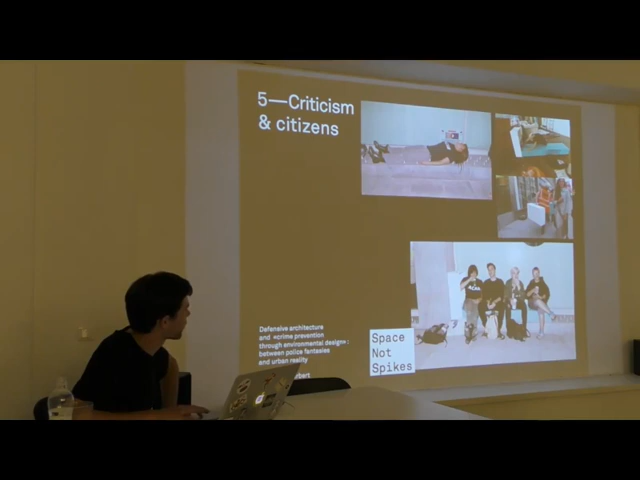 5—Criticism
& citizens
Defensive architecture
and «crime prevention
through environmental design» :
between police fantasies
and urban reality
Space
Not
Spikes